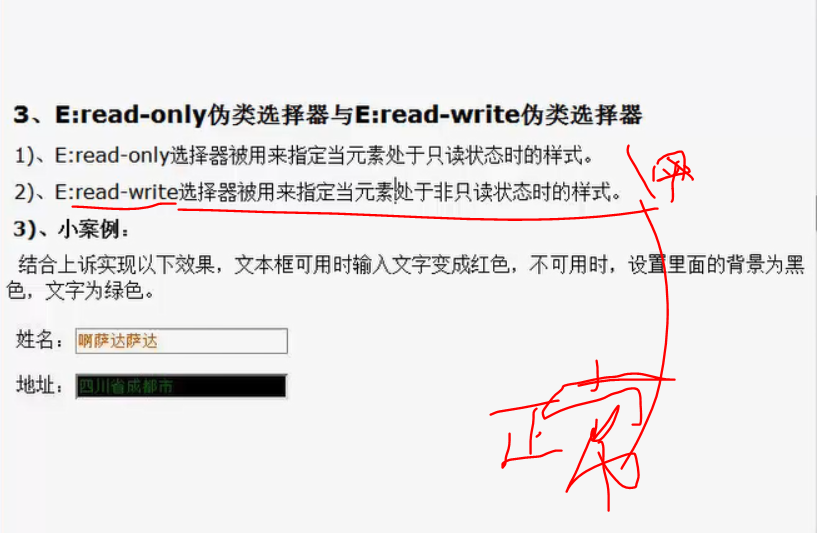 3、E:read-only伪类选择器与E:read-write伪类选择器
1)、E:read-only选择器被用来指定当元素处于只读状态时的样式。
2)、E:read-write选择器被用来指定当元素处于非只读状态时的样式。
3)、小案例：
结合上诉实现以下效果，文本框可用时输入文字变成红色，不可用时，设置里面的背景为黑
色，文字为绿色。
姓名：啊萨达萨达
地址：四川省成都市
正常